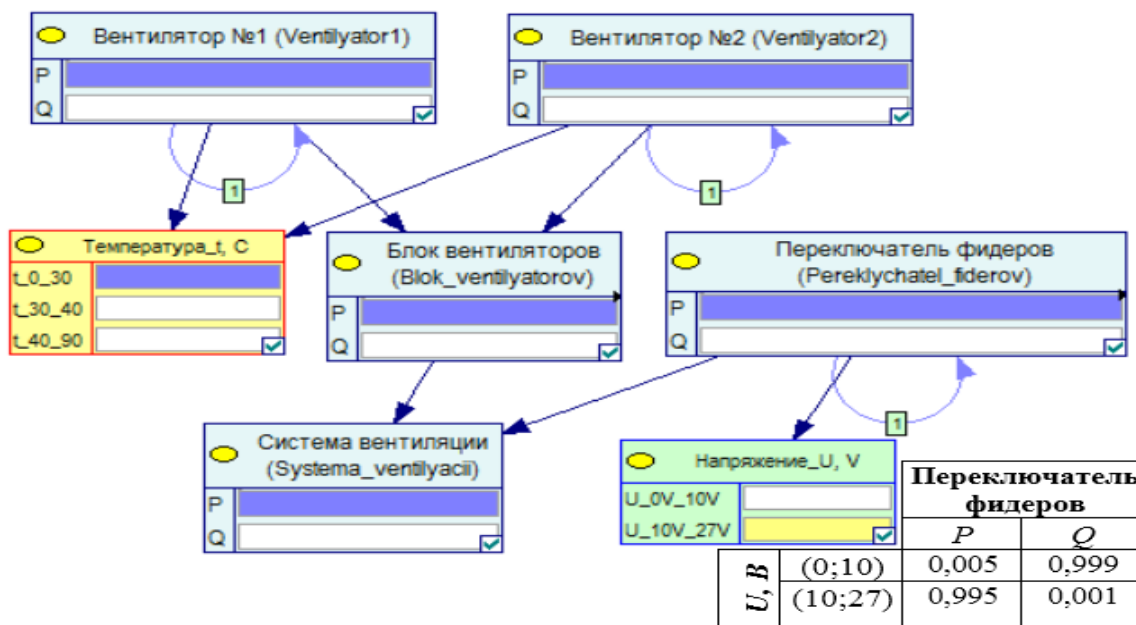 Вентилятор №1 (Ventilyator1)
P
Q
Вентилятор №2 (Ventilyator2)
P
Q
1
1
Температура_t, C
t_0_30
t_30_40
t_40_90
Блок вентиляторов
(Blok_ventilyatorov)
P
Q
Переключатель фидеров
(Pereklychatel_fiderov)
P
Q
1
Система вентиляции
(Systema_ventilyacii)
P
Q
Напряжение_U, V
U_0V_10V
U_10V_27V
Переключатель
фидеров
P Q
U, В
(0;10) 0,005 0,999
(10;27) 0,995 0,001